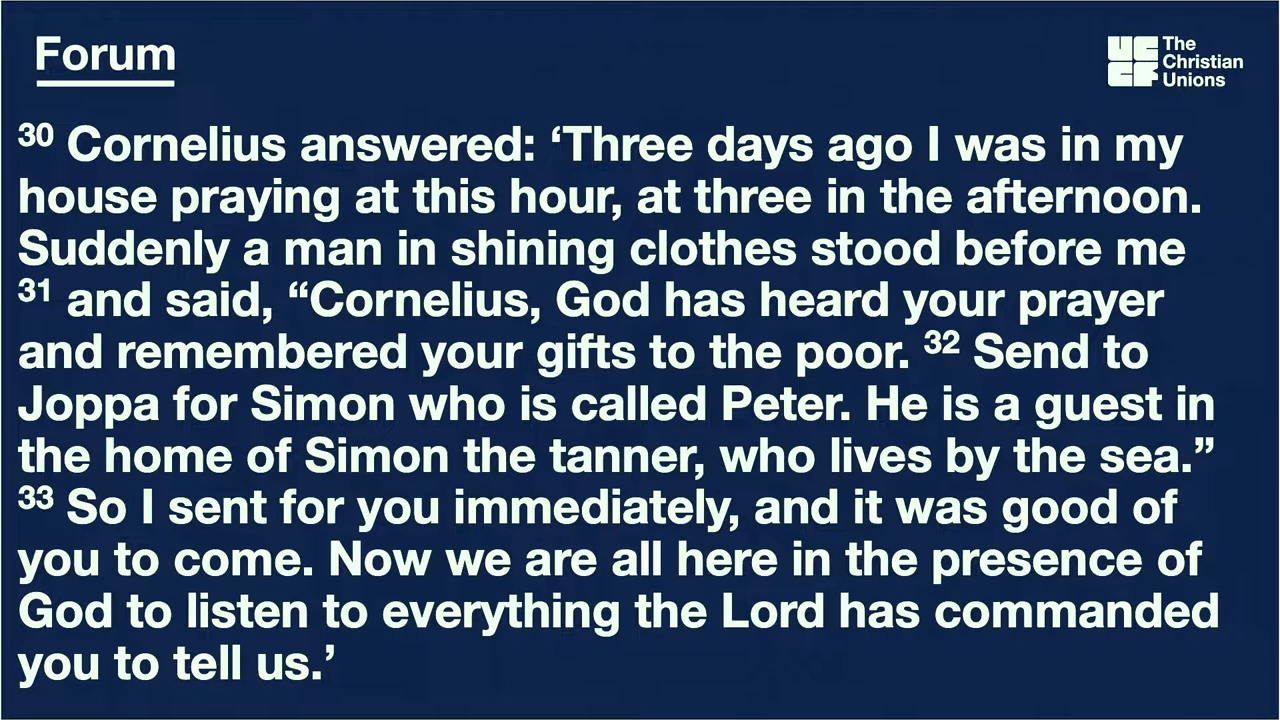 Forum
UCCF The
Christian
Unions
30 Cornelius answered: ‘Three days ago I was in my
house praying at this hour, at three in the afternoon.
Suddenly a man in shining clothes stood before me
31 and said, “Cornelius, God has heard your prayer
and remembered your gifts to the poor. 32 Send to
Joppa for Simon who is called Peter. He is a guest in
the home of Simon the tanner, who lives by the sea.”
33 So I sent for you immediately, and it was good of
you to come. Now we are all here in the presence of
God to listen to everything the Lord has commanded
you to tell us.’